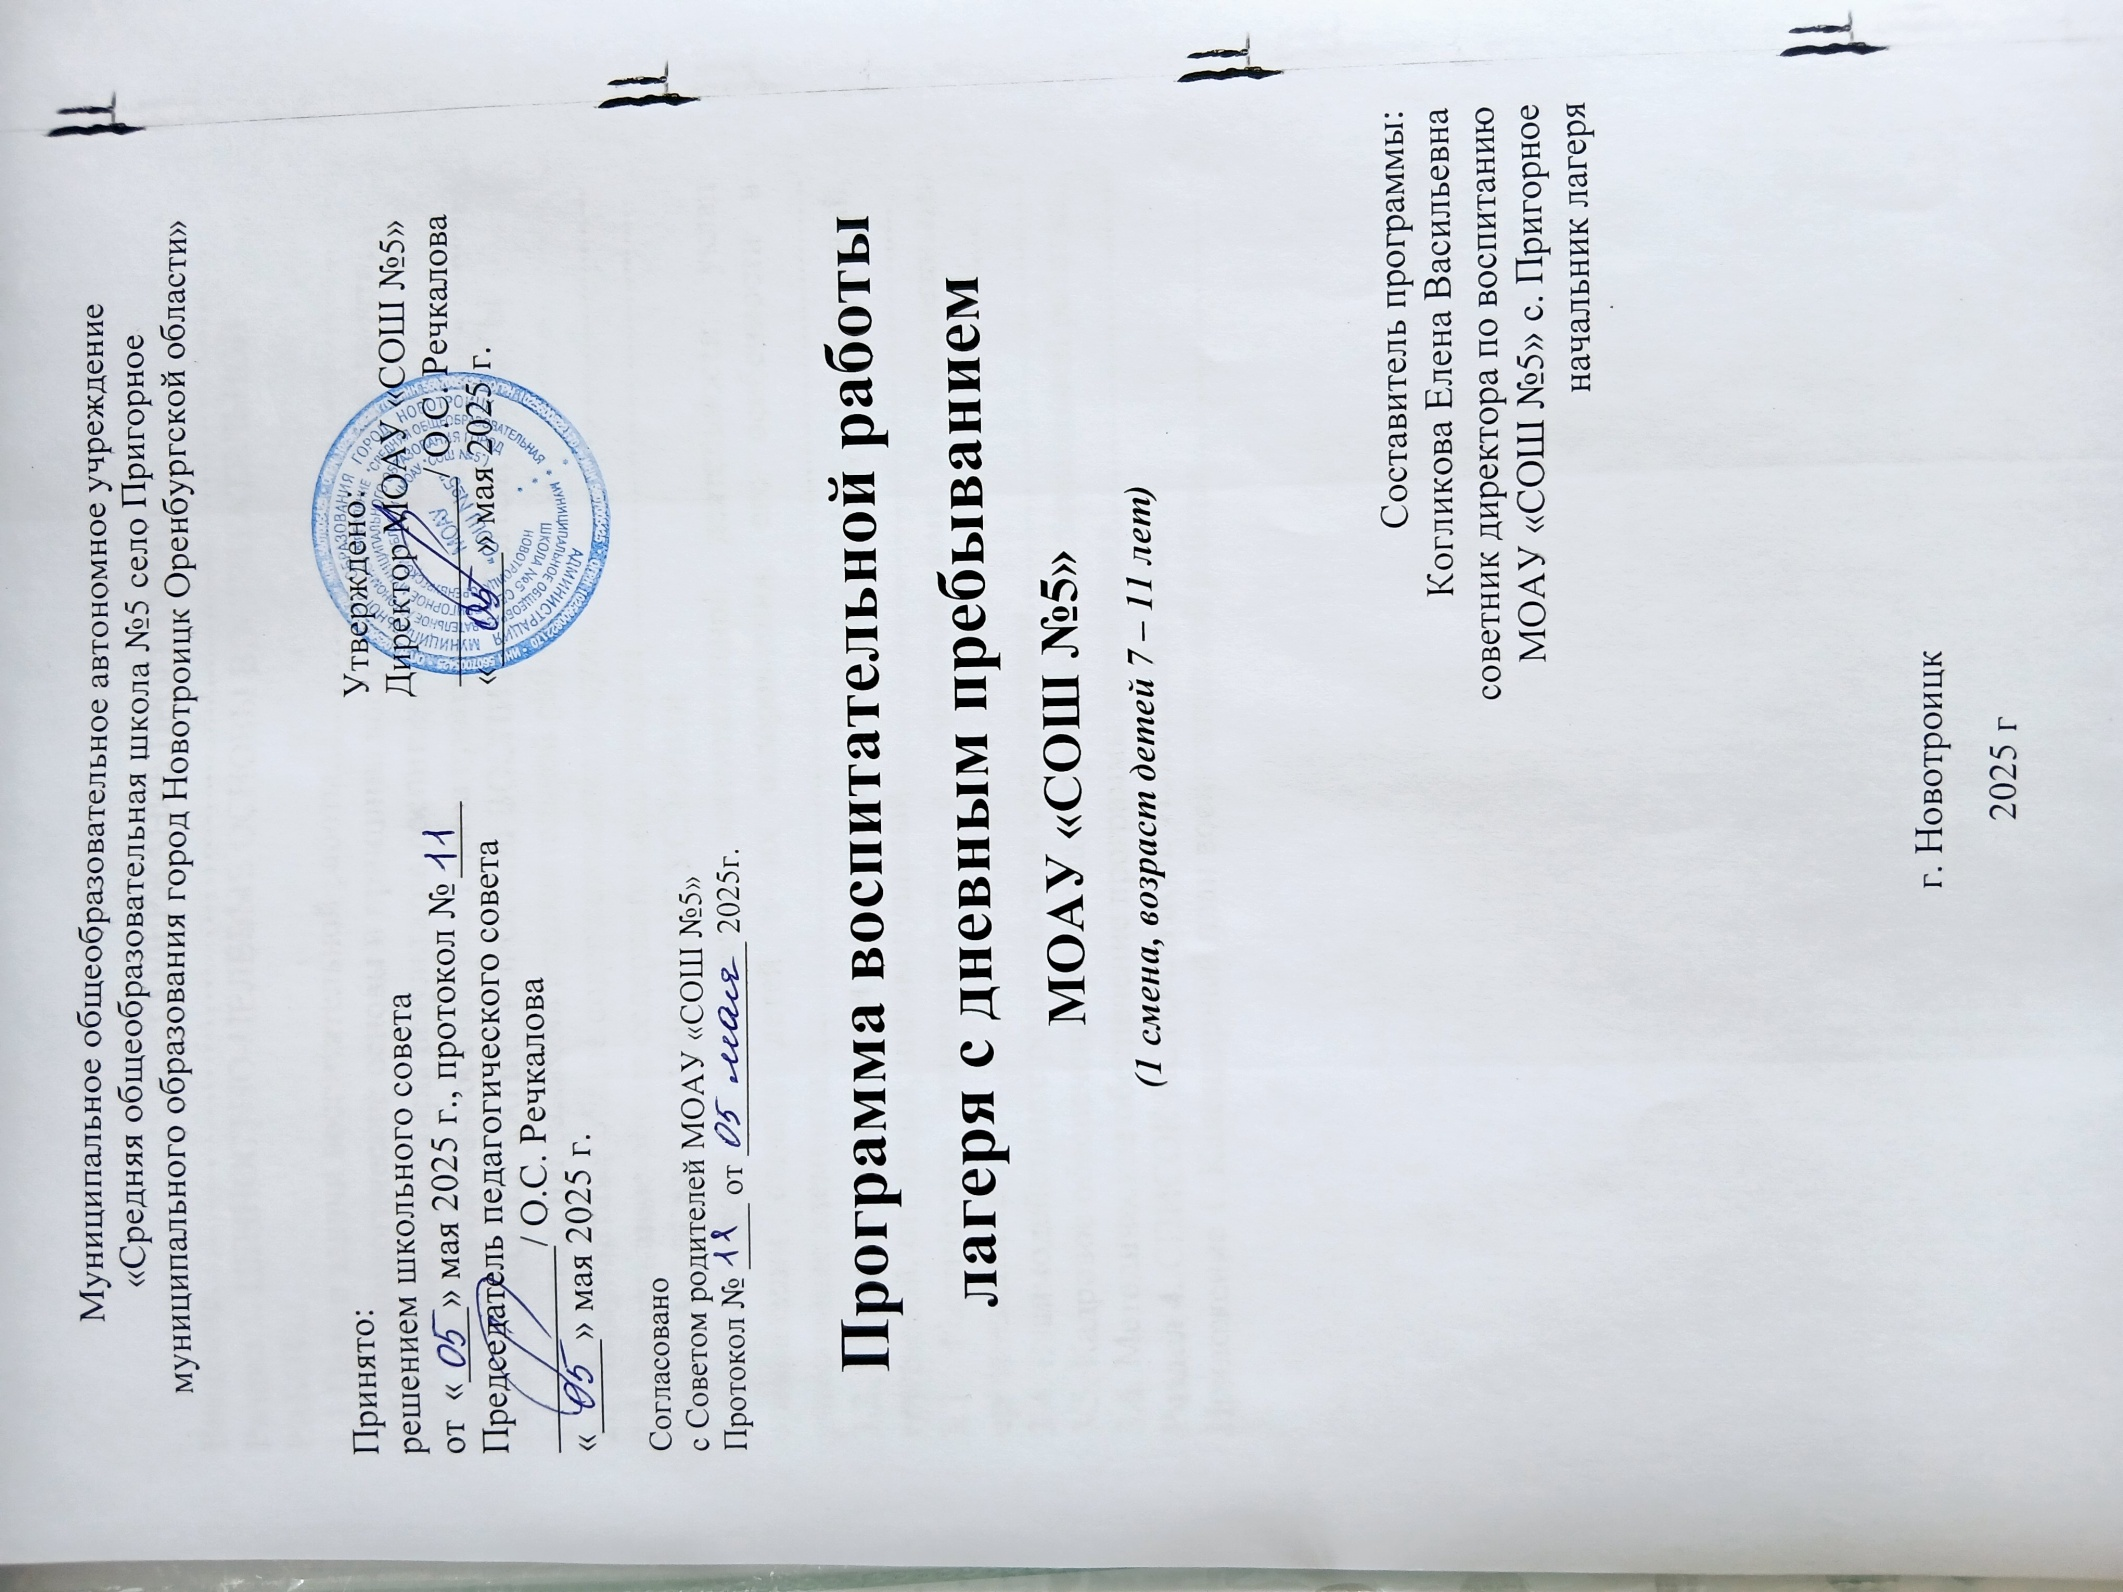 Муниципальное общеобразовательное автономное учреждение
«Средняя общеобразовательная школа №5 село Пригорное
муниципального образования город Новотроицк Оренбургской области»
Принято:
решением школьного совета
от «05» мая 2025 г., протокол № 11
Председатель педагогического совета
/ О.С. Речкалова
«05» мая 2025 г.
Утверждено:
Директор МОАУ «СОШ №5»
/ О.С. Речкалова
«05» мая 2025 г.
Согласовано
с Советом родителей МОАУ «СОШ №5»
Протокол № от 05 мая 2025г.
Программа воспитательной работы
лагеря с дневным пребыванием
МОАУ «СОШ №5»
(1 смена, возраст детей 7 – 11 лет)
Составитель программы:
Когликова Елена Васильевна
советник директора по воспитанию
МОАУ «СОШ №5» с. Пригорное
начальник лагеря
г. Новотроицк
2025 г